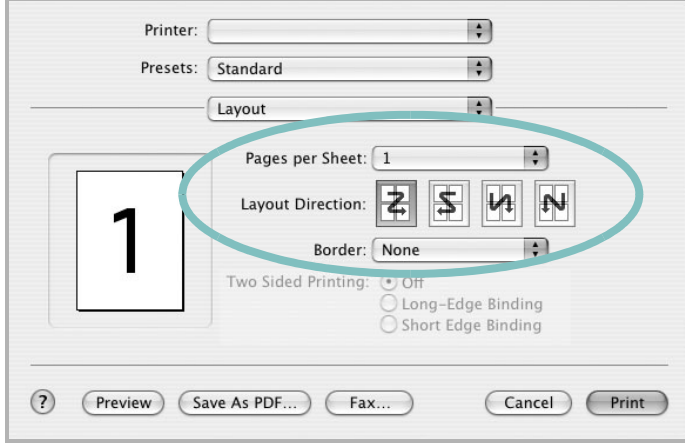 Printer:
Presets: Standard
Layout
Pages per Sheet: 1
1
Layout Direction:
Border: None
Two Sided Printing: Off
Long-Edge Binding
Short Edge Binding
? Preview Save As PDF... Fax... Cancel Print